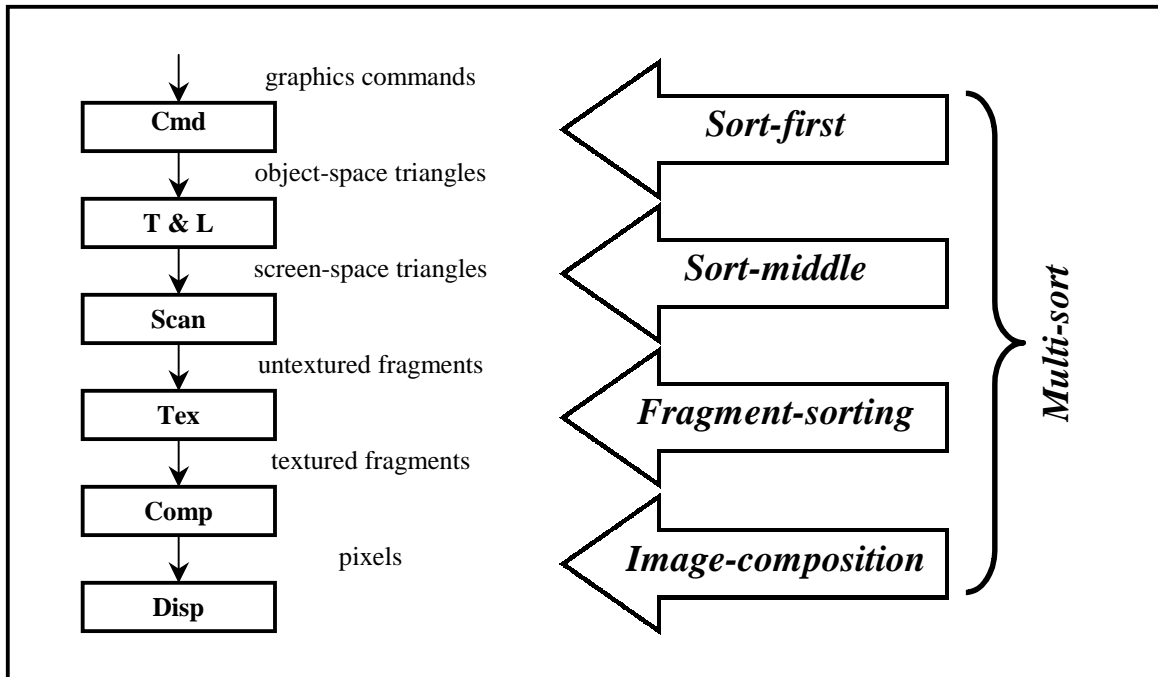 graphics commands
Cmd
Sort-first
object-space triangles
T & L
screen-space triangles
Sort-middle
Scan
untextured fragments
Tex
Fragment-sorting
textured fragments
Comp
pixels
Image-composition
Disp
Multi-sort